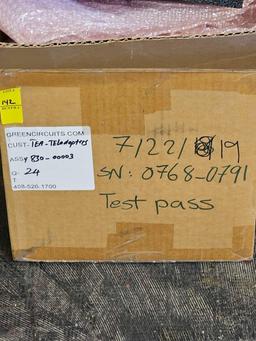 142
GREENCIRCUITS.COM
CUST- TEA-TEladapters
ASSY 830-00003
Q- 24
T
408-526-1700
7/22/19
SN: 0768-0791
Test pass